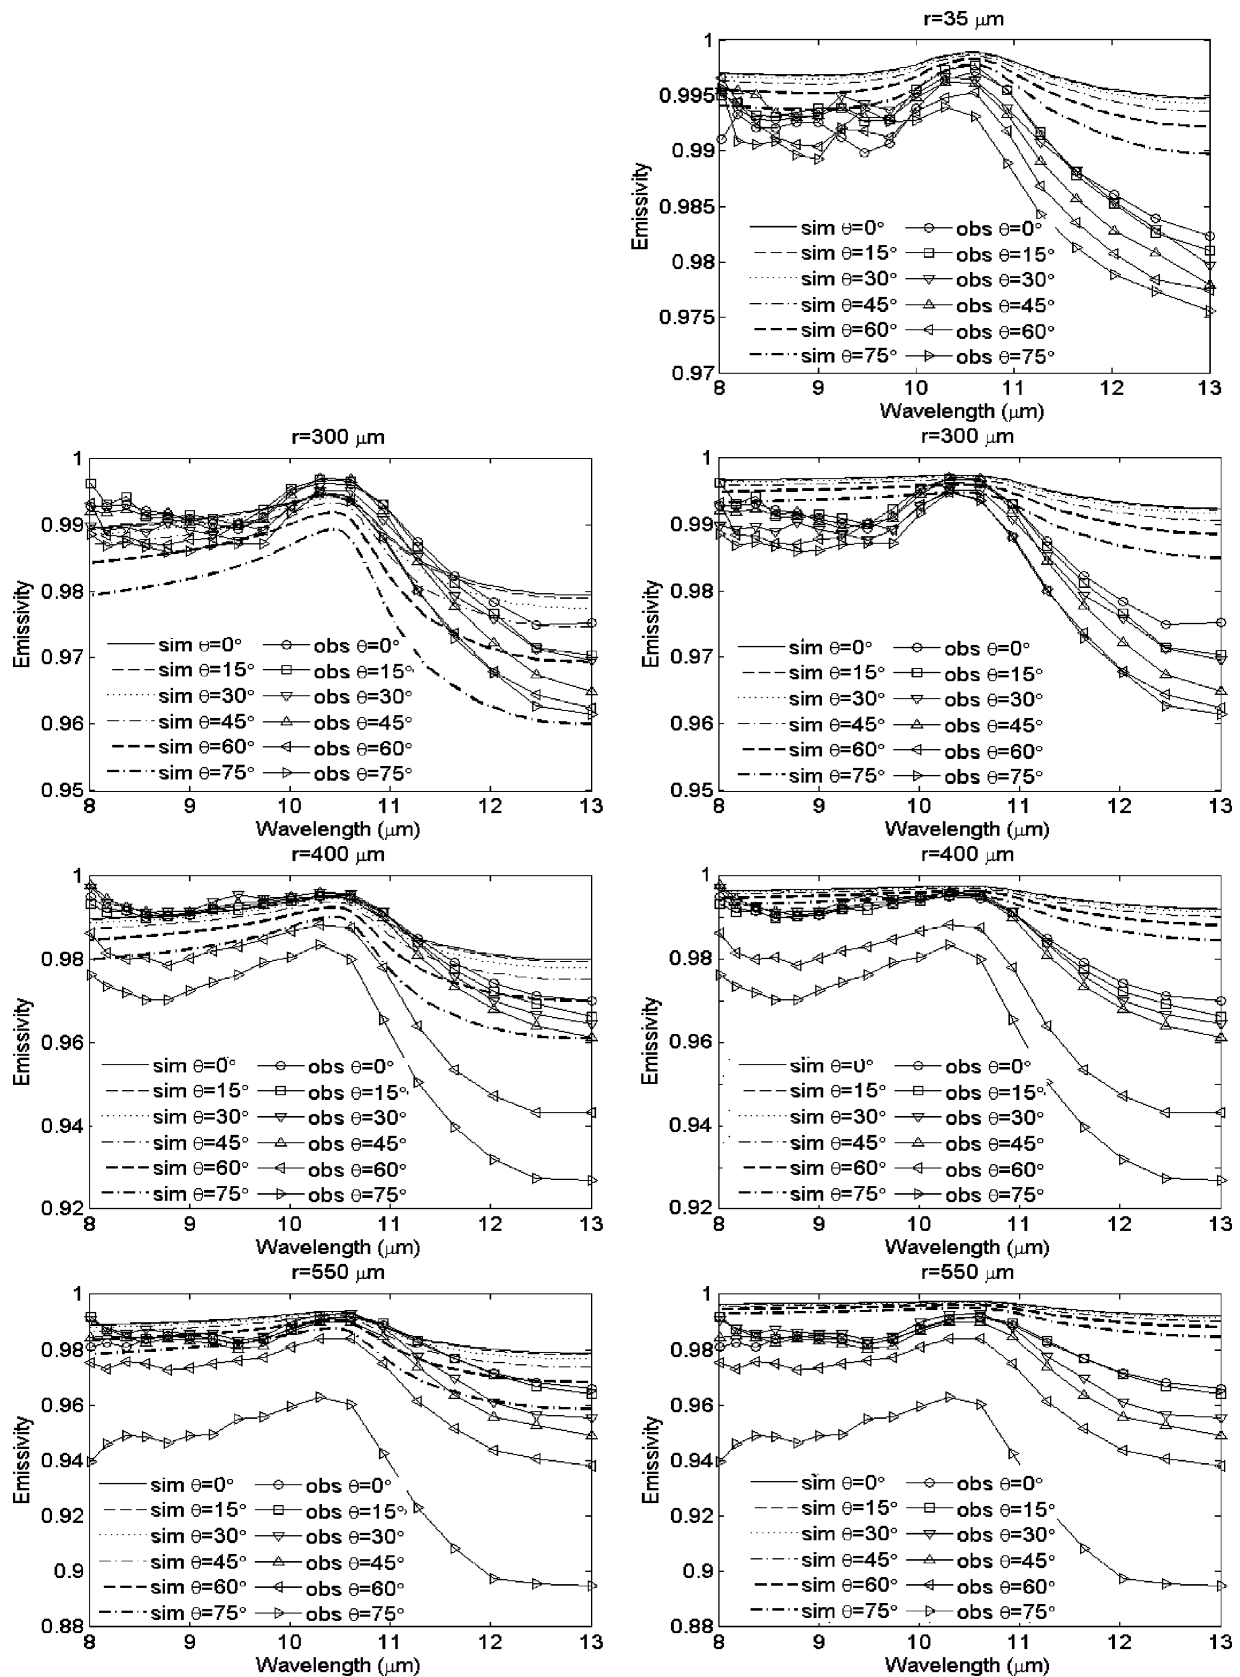 r=35 μm
1
0.995
0.99
0.985
0.98
0.975
0.97
Emissivity
sim θ=0° obs θ=0°
sim θ=15° obs θ=15°
sim θ=30° obs θ=30°
sim θ=45° obs θ=45°
sim θ=60° obs θ=60°
sim θ=75° obs θ=75°
8 9 10 11 12 13
Wavelength (μm)
r=300 μm
1
0.99
0.98
0.97
0.96
0.95
Emissivity
sim θ=0° obs θ=0°
sim θ=15° obs θ=15°
sim θ=30° obs θ=30°
sim θ=45° obs θ=45°
sim θ=60° obs θ=60°
sim θ=75° obs θ=75°
8 9 10 11 12 13
Wavelength (μm)
r=300 μm
1
0.99
0.98
0.97
0.96
0.95
Emissivity
sim θ=0° obs θ=0°
sim θ=15° obs θ=15°
sim θ=30° obs θ=30°
sim θ=45° obs θ=45°
sim θ=60° obs θ=60°
sim θ=75° obs θ=75°
8 9 10 11 12 13
Wavelength (μm)
r=400 μm
1
0.98
0.96
0.94
0.92
Emissivity
sim θ=0° obs θ=0°
sim θ=15° obs θ=15°
sim θ=30° obs θ=30°
sim θ=45° obs θ=45°
sim θ=60° obs θ=60°
sim θ=75° obs θ=75°
8 9 10 11 12 13
Wavelength (μm)
r=400 μm
1
0.98
0.96
0.94
0.92
Emissivity
sim θ=0° obs θ=0°
sim θ=15° obs θ=15°
sim θ=30° obs θ=30°
sim θ=45° obs θ=45°
sim θ=60° obs θ=60°
sim θ=75° obs θ=75°
8 9 10 11 12 13
Wavelength (μm)
r=550 μm
1
0.98
0.96
0.94
0.92
0.9
0.88
Emissivity
sim θ=0° obs θ=0°
sim θ=15° obs θ=15°
sim θ=30° obs θ=30°
sim θ=45° obs θ=45°
sim θ=60° obs θ=60°
sim θ=75° obs θ=75°
8 9 10 11 12 13
Wavelength (μm)
r=550 μm
1
0.98
0.96
0.94
0.92
0.9
0.88
Emissivity
sim θ=0° obs θ=0°
sim θ=15° obs θ=15°
sim θ=30° obs θ=30°
sim θ=45° obs θ=45°
sim θ=60° obs θ=60°
sim θ=75° obs θ=75°
8 9 10 11 12 13
Wavelength (μm)